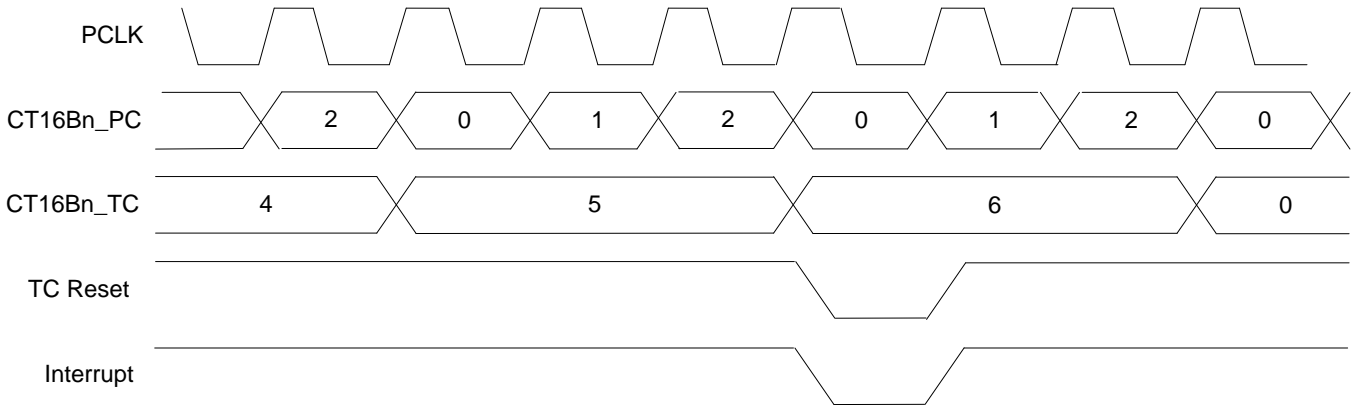 PCLK
CT16Bn_PC 2 0 1 2 0 1 2 0
CT16Bn_TC 4 5 6 0
TC Reset
Interrupt